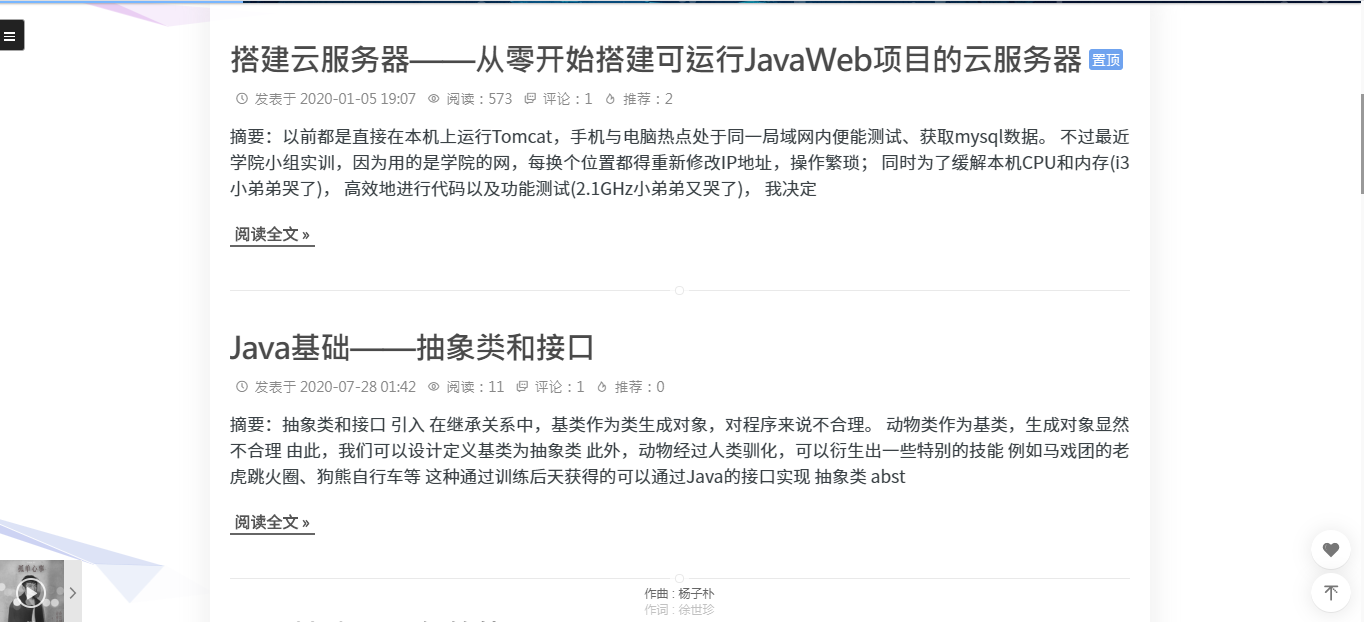 搭建云服务器——从零开始搭建可运行JavaWeb项目的云服务器 置顶
发表于 2020-01-05 19:07 阅读：573 评论：1 推荐：2
摘要：以前都是直接在本机上运行Tomcat，手机与电脑热点处于同一局域网内便能测试、获取mysql数据。 不过最近
学院小组实训，因为用的是学院的网，每换个位置都得重新修改IP地址，操作繁琐； 同时为了缓解本机CPU和内存(i3
小弟弟哭了)， 高效地进行代码以及功能测试(2.1GHz小弟弟又哭了)， 我决定
阅读全文 »
Java基础——抽象类和接口
发表于 2020-07-28 01:42 阅读：11 评论：1 推荐：0
摘要：抽象类和接口 引入 在继承关系中，基类作为类生成对象，对程序来说不合理。 动物类作为基类，生成对象显然
不合理 由此，我们可以设计定义基类为抽象类 此外，动物经过人类驯化，可以衍生出一些特别的技能 例如马戏团的老
虎跳火圈、狗熊自行车等 这种通过训练后天获得的可以通过Java的接口实现 抽象类 abst
阅读全文 »
作曲 : 杨子朴
作词 : 徐世珍